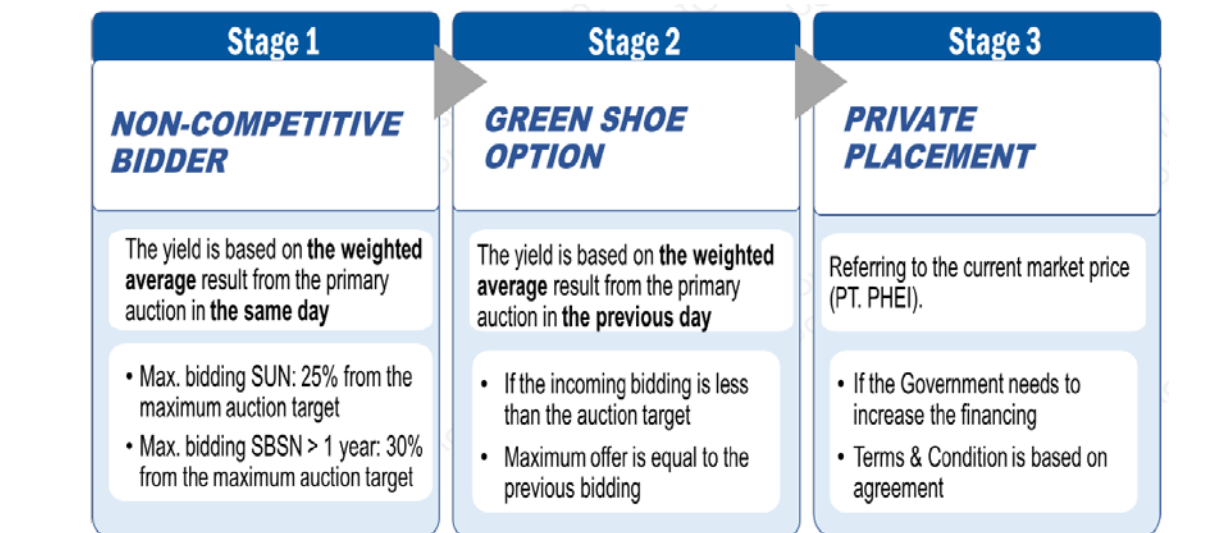 Stage 1
NON-COMPETITIVE
BIDDER
The yield is based on the weighted
average result from the primary
auction in the same day
• Max. bidding SUN: 25% from the
maximum auction target
• Max. bidding SBSN > 1 year: 30%
from the maximum auction target
Stage 2
GREEN SHOE
OPTION
The yield is based on the weighted
average result from the primary
auction in the previous day
• If the incoming bidding is less
than the auction target
• Maximum offer is equal to the
previous bidding
Stage 3
PRIVATE
PLACEMENT
Referring to the current market price
(PT. PHEI).
• If the Government needs to
increase the financing
• Terms & Condition is based on
agreement